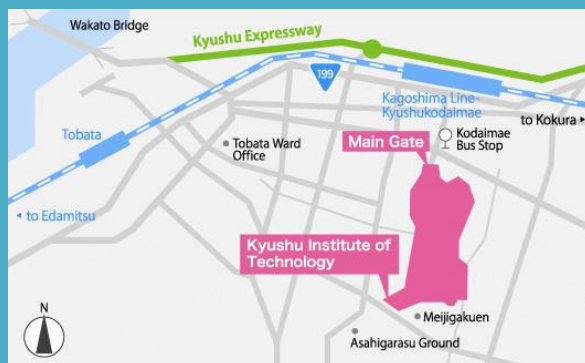 Wakato Bridge
Kyushu Expressway
199
Kagoshima Line-
Kyushukodaimae
to Kokura
Tobata
Tobata Ward
Office
Main Gate
Kodaimae
Bus Stop
to Edamitsu
Kyushu Institute of
Technology
N
Meijigakuen
Asahigarasu Ground